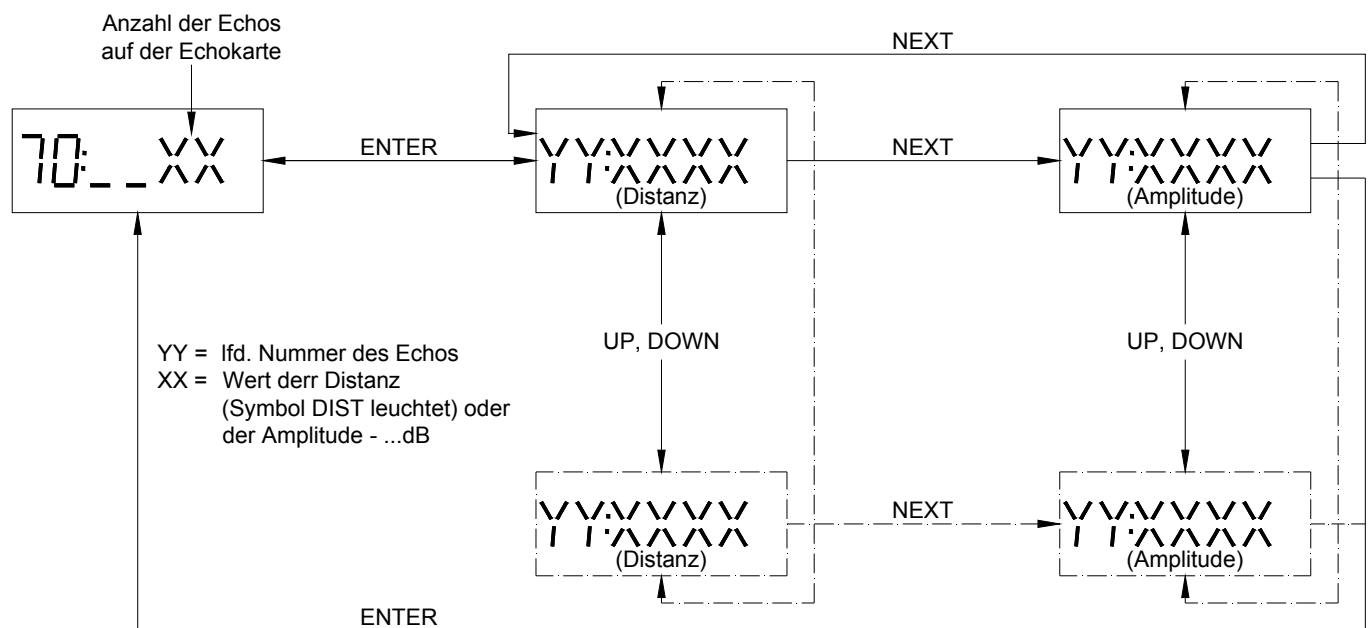 Anzahl der Echos
auf der Echokarte
NEXT
70:_ _ XX
ENTER
YY:XXXX
(Distanz)
NEXT
YY:XXXX
(Amplitude)
UP, DOWN
UP, DOWN
YY = lfd. Nummer des Echos
XX = Wert derr Distanz
(Symbol DIST leuchtet) oder
der Amplitude - ...dB
YY:XXXX
(Distanz)
NEXT
YY:XXXX
(Amplitude)
ENTER